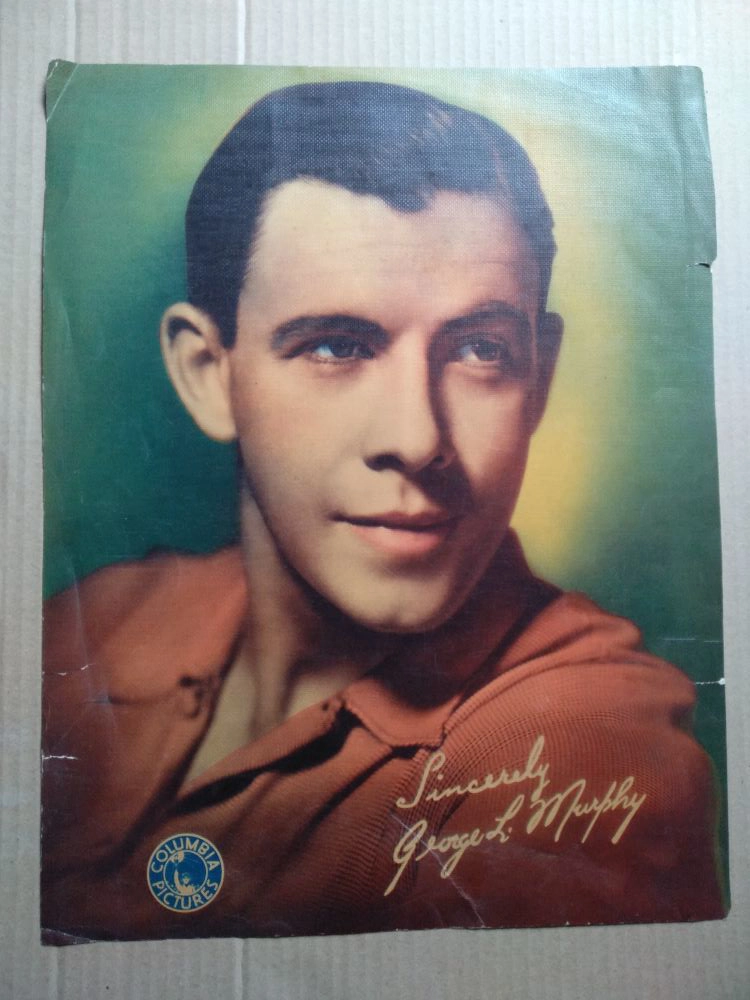 Sincerely
George L. Murphy
COLUMBIA
PICTURES